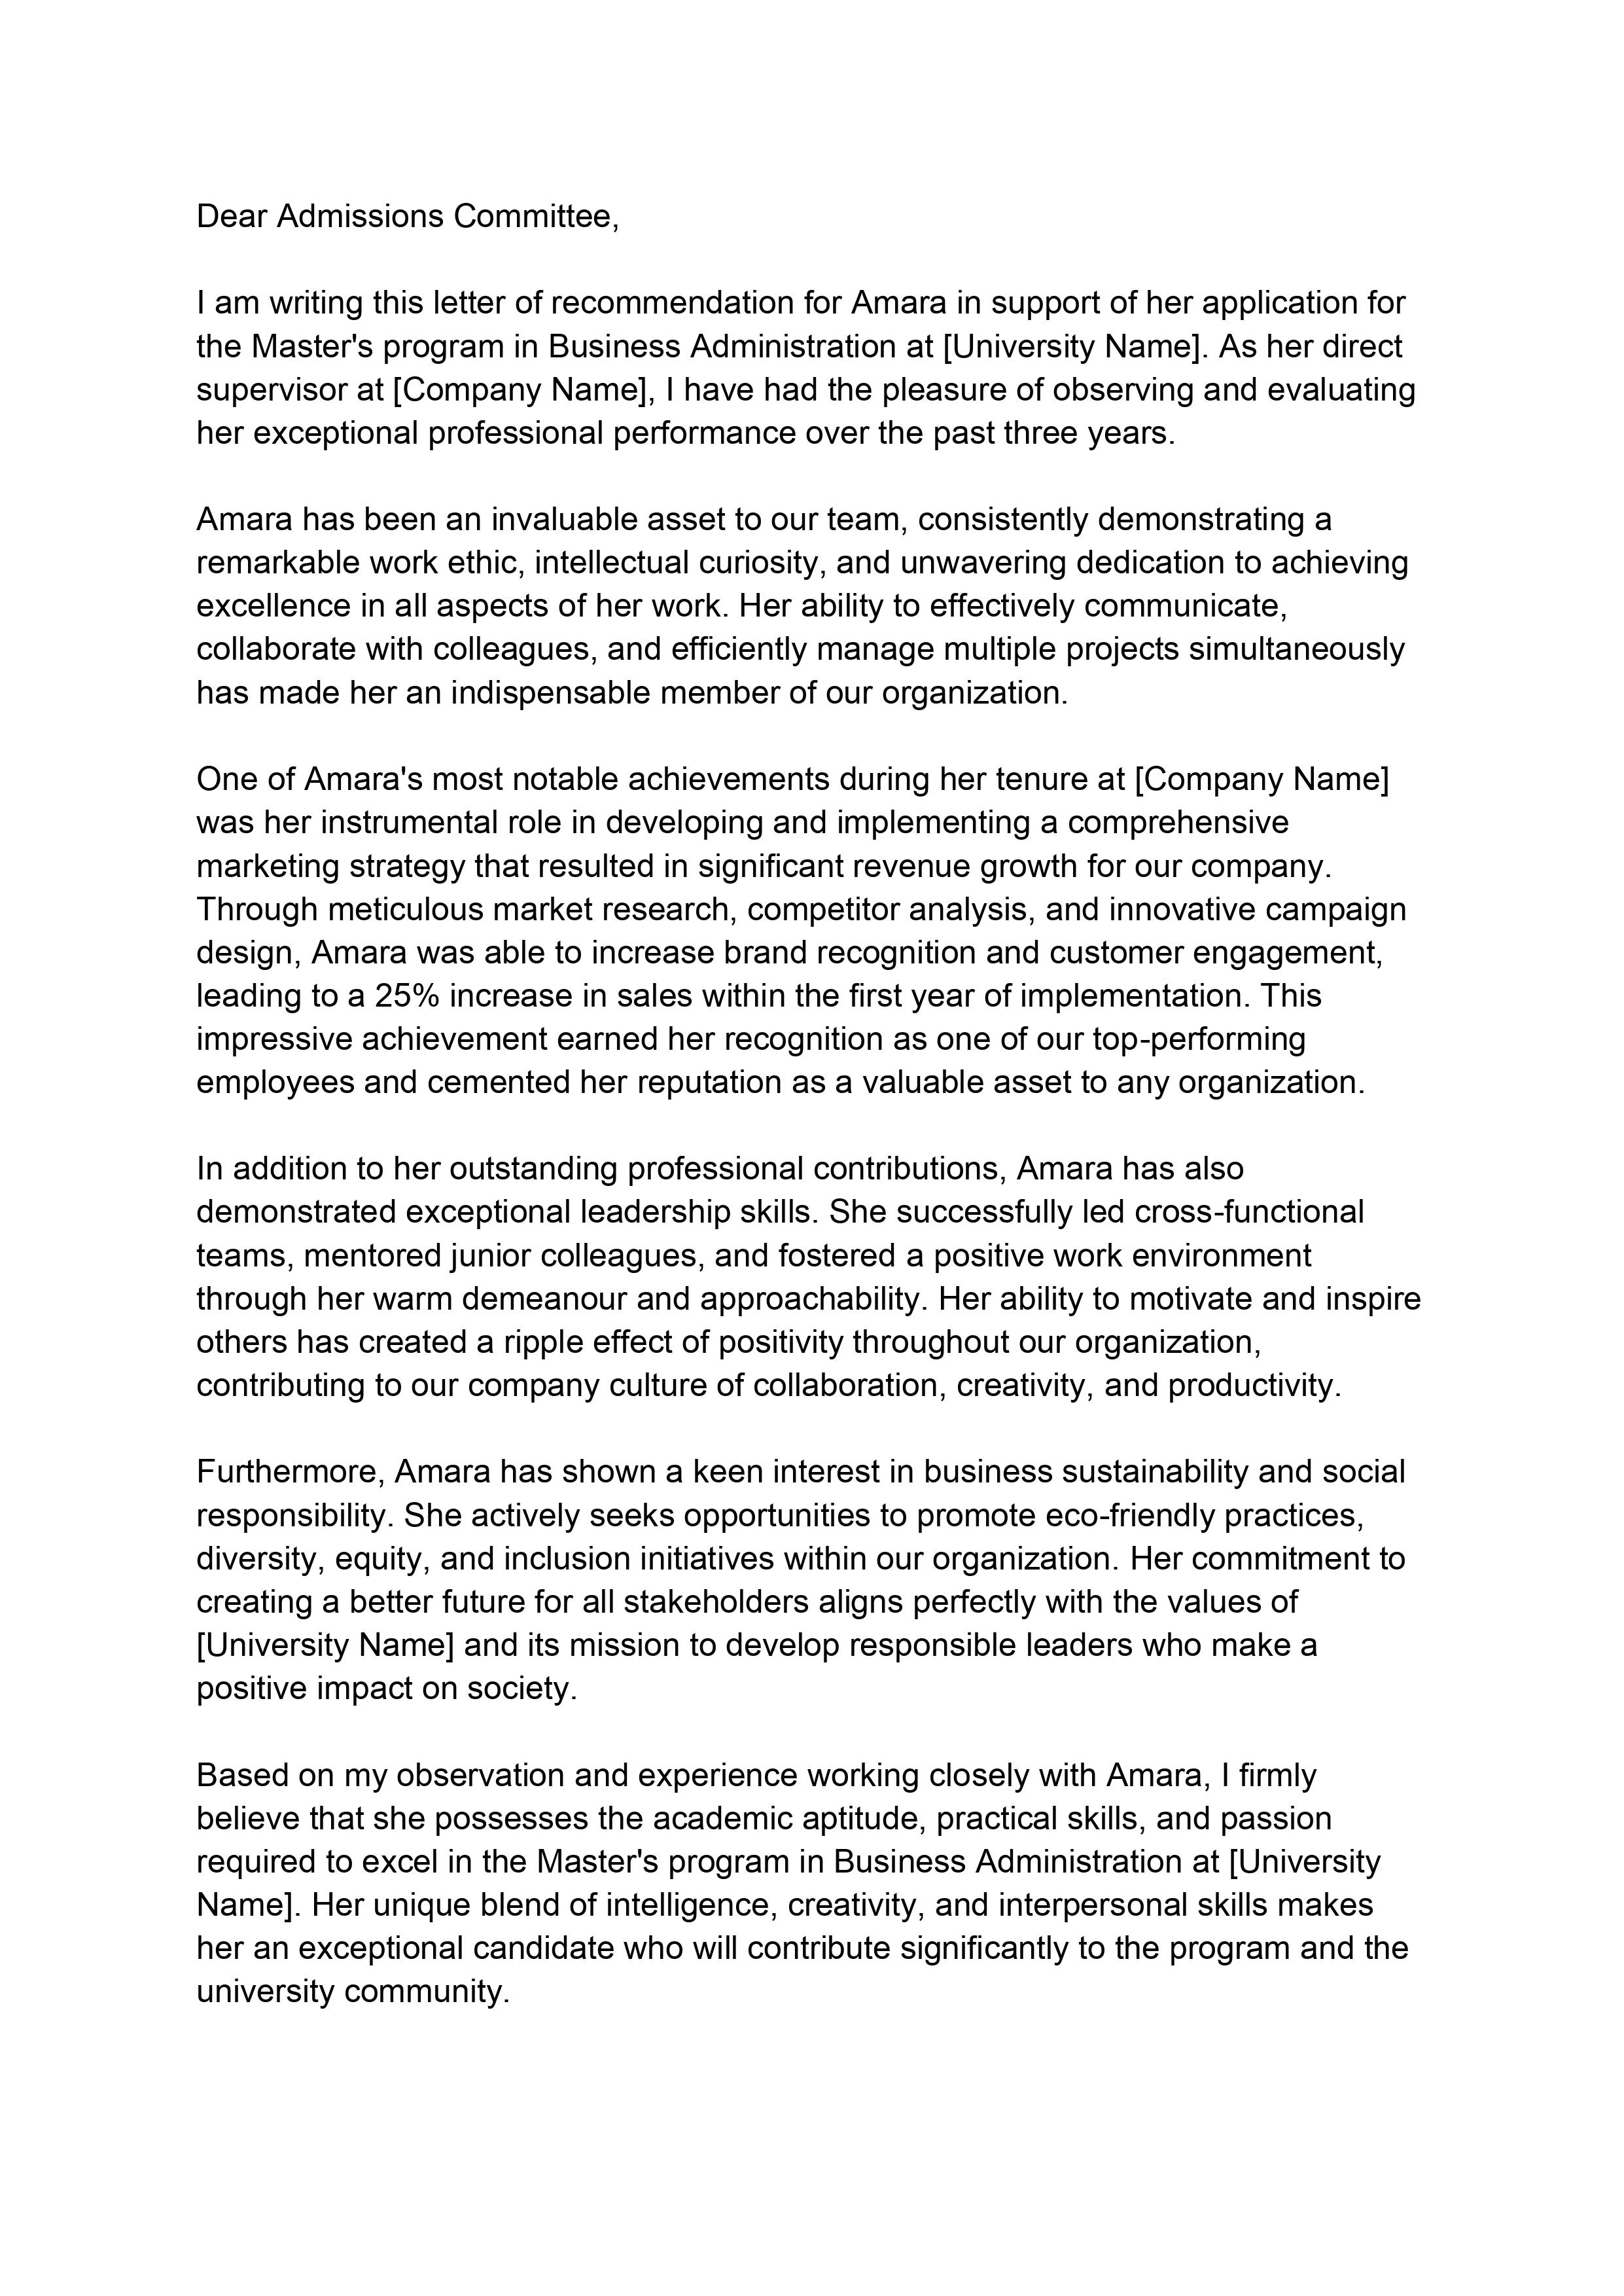 Dear Admissions Committee,
I am writing this letter of recommendation for Amara in support of her application for
the Master's program in Business Administration at [University Name]. As her direct
supervisor at [Company Name], I have had the pleasure of observing and evaluating
her exceptional professional performance over the past three years.
Amara has been an invaluable asset to our team, consistently demonstrating a
remarkable work ethic, intellectual curiosity, and unwavering dedication to achieving
excellence in all aspects of her work. Her ability to effectively communicate,
collaborate with colleagues, and efficiently manage multiple projects simultaneously
has made her an indispensable member of our organization.
One of Amara's most notable achievements during her tenure at [Company Name]
was her instrumental role in developing and implementing a comprehensive
marketing strategy that resulted in significant revenue growth for our company.
Through meticulous market research, competitor analysis, and innovative campaign
design, Amara was able to increase brand recognition and customer engagement,
leading to a 25% increase in sales within the first year of implementation. This
impressive achievement earned her recognition as one of our top-performing
employees and cemented her reputation as a valuable asset to any organization.
In addition to her outstanding professional contributions, Amara has also
demonstrated exceptional leadership skills. She successfully led cross-functional
teams, mentored junior colleagues, and fostered a positive work environment
through her warm demeanour and approachability. Her ability to motivate and inspire
others has created a ripple effect of positivity throughout our organization,
contributing to our company culture of collaboration, creativity, and productivity.
Furthermore, Amara has shown a keen interest in business sustainability and social
responsibility. She actively seeks opportunities to promote eco-friendly practices,
diversity, equity, and inclusion initiatives within our organization. Her commitment to
creating a better future for all stakeholders aligns perfectly with the values of
[University Name] and its mission to develop responsible leaders who make a
positive impact on society.
Based on my observation and experience working closely with Amara, I firmly
believe that she possesses the academic aptitude, practical skills, and passion
required to excel in the Master's program in Business Administration at [University
Name]. Her unique blend of intelligence, creativity, and interpersonal skills makes
her an exceptional candidate who will contribute significantly to the program and the
university community.